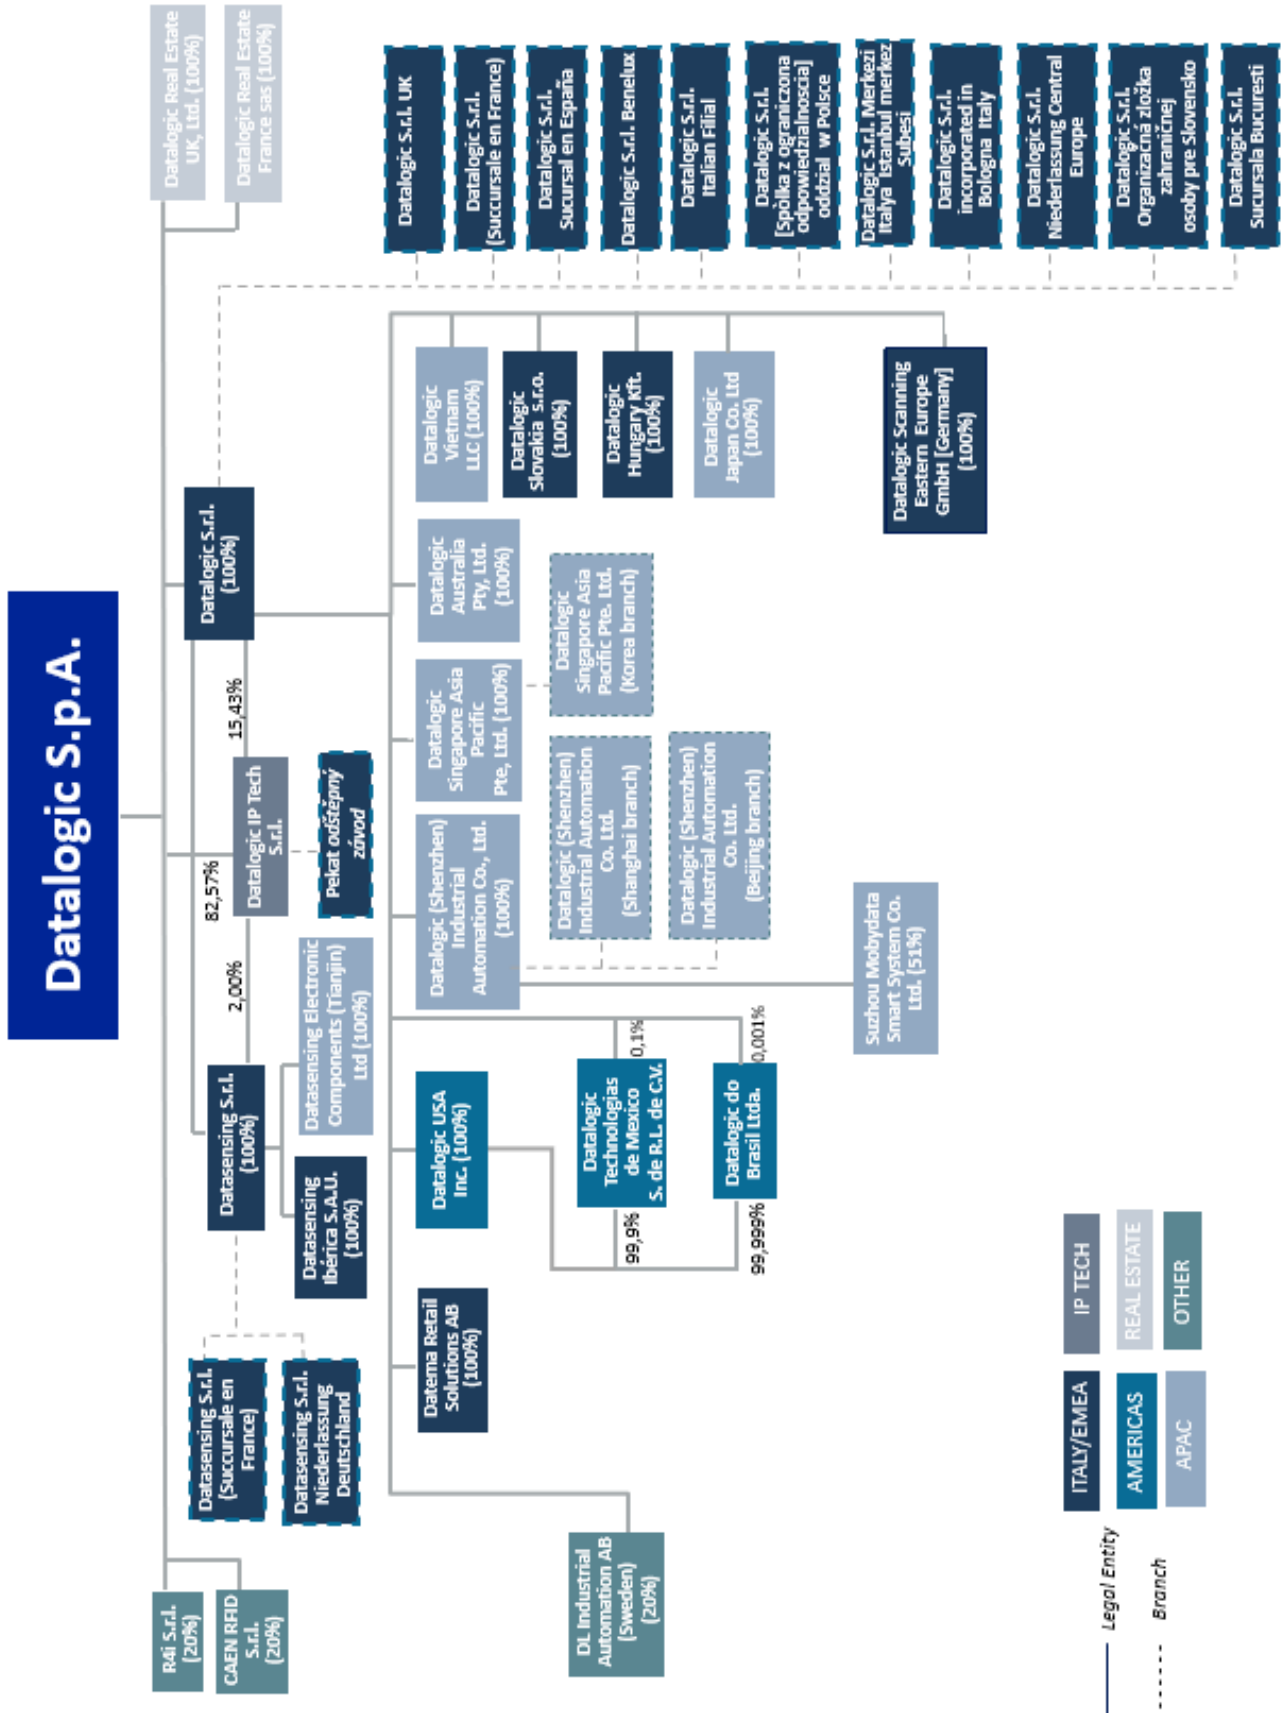 Datalogic S.p.A.
R4i S.r.l.
(20%)
CAEN RFID
S.r.l.
(20%)
Datalogic Real Estate
UK, Ltd. (100%)
Datalogic Real Estate
France sas (100%)
Datasensing S.r.l.
(Succursale en
France)
Datasensing S.r.l.
Niederlassung
Deutschland
Datasensing S.r.l.
(100%)
2,00%
82,57%
Datalogic IP Tech
S.r.l.
15,43%
Datalogic S.r.l.
(100%)
Datasensing
Ibérica S.A.U.
(100%)
Datasensing Electronic
Components (Tianjin)
Ltd (100%)
Pekat odštěpný
závod
DL Industrial
Automation AB
(Sweden)
(20%)
Datema Retail
Solutions AB
(100%)
Datalogic USA
Inc. (100%)
Datalogic (Shenzhen)
Industrial
Automation Co., Ltd.
(100%)
Datalogic
Singapore Asia
Pacific
Pte, Ltd. (100%)
Datalogic
Australia
Pty, Ltd.
(100%)
Datalogic
Vietnam
LLC (100%)
Datalogic
Slovakia s.r.o.
(100%)
Datalogic
Hungary Kft.
(100%)
Datalogic
Japan Co. Ltd
(100%)
Datalogic Scanning
Eastern Europe
GmbH [Germany]
(100%)
99,9%
Datalogic
Technologias
de Mexico
S. de R.L. de C.V.
0,1%
99,999%
Datalogic do
Brasil Ltda.
0,001%
Datalogic (Shenzhen)
Industrial Automation
Co. Ltd.
(Shanghai branch)
Datalogic (Shenzhen)
Industrial Automation
Co. Ltd.
(Beijing branch)
Datalogic
Singapore Asia
Pacific Pte. Ltd.
(Korea branch)
Suzhou Mobydata
Smart System Co.
Ltd. (51%)
Datalogic S.r.l. UK
Datalogic S.r.l.
(Succursale en France)
Datalogic S.r.l.
Sucursal en España
Datalogic S.r.l. Benelux
Datalogic S.r.l.
Italian Filial
Datalogic S.r.l.
[Spòlka z ograniczona
odpowiedzialnoscia]
oddzial w Polsce
Datalogic S.r.l Merkezi
Italya Istanbul merkez
Subesi
Datalogic S.r.l.
incorporated in
Bologna Italy
Datalogic S.r.l.
Niederlassung Central
Europe
Datalogic S.r.l.
Organizacná zložka
zahraničnej
osoby pre Slovensko
Datalogic S.r.l.
Sucursala Bucuresti
Legal Entity
Branch
ITALY/EMEA
IP TECH
AMERICAS
REAL ESTATE
APAC
OTHER